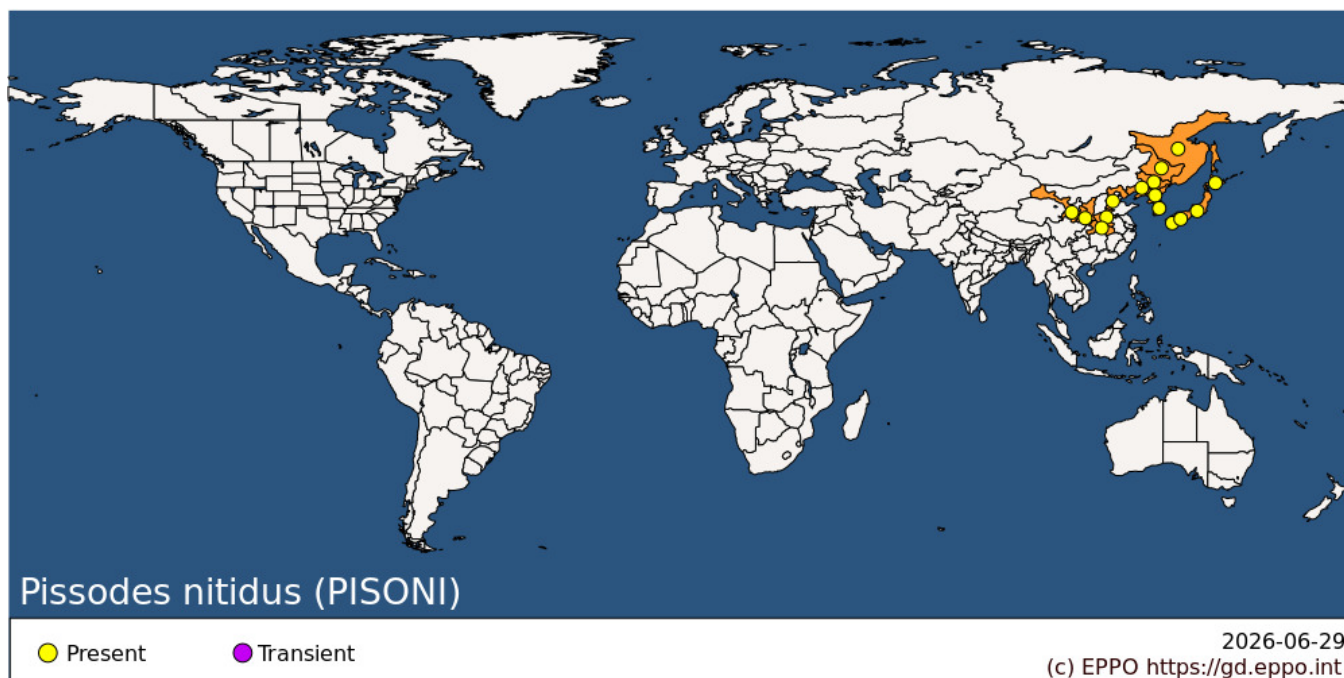 Pissodes nitidus (PISONI)
Present
Transient
2026-06-29
(c) EPPO https://gd.eppo.int